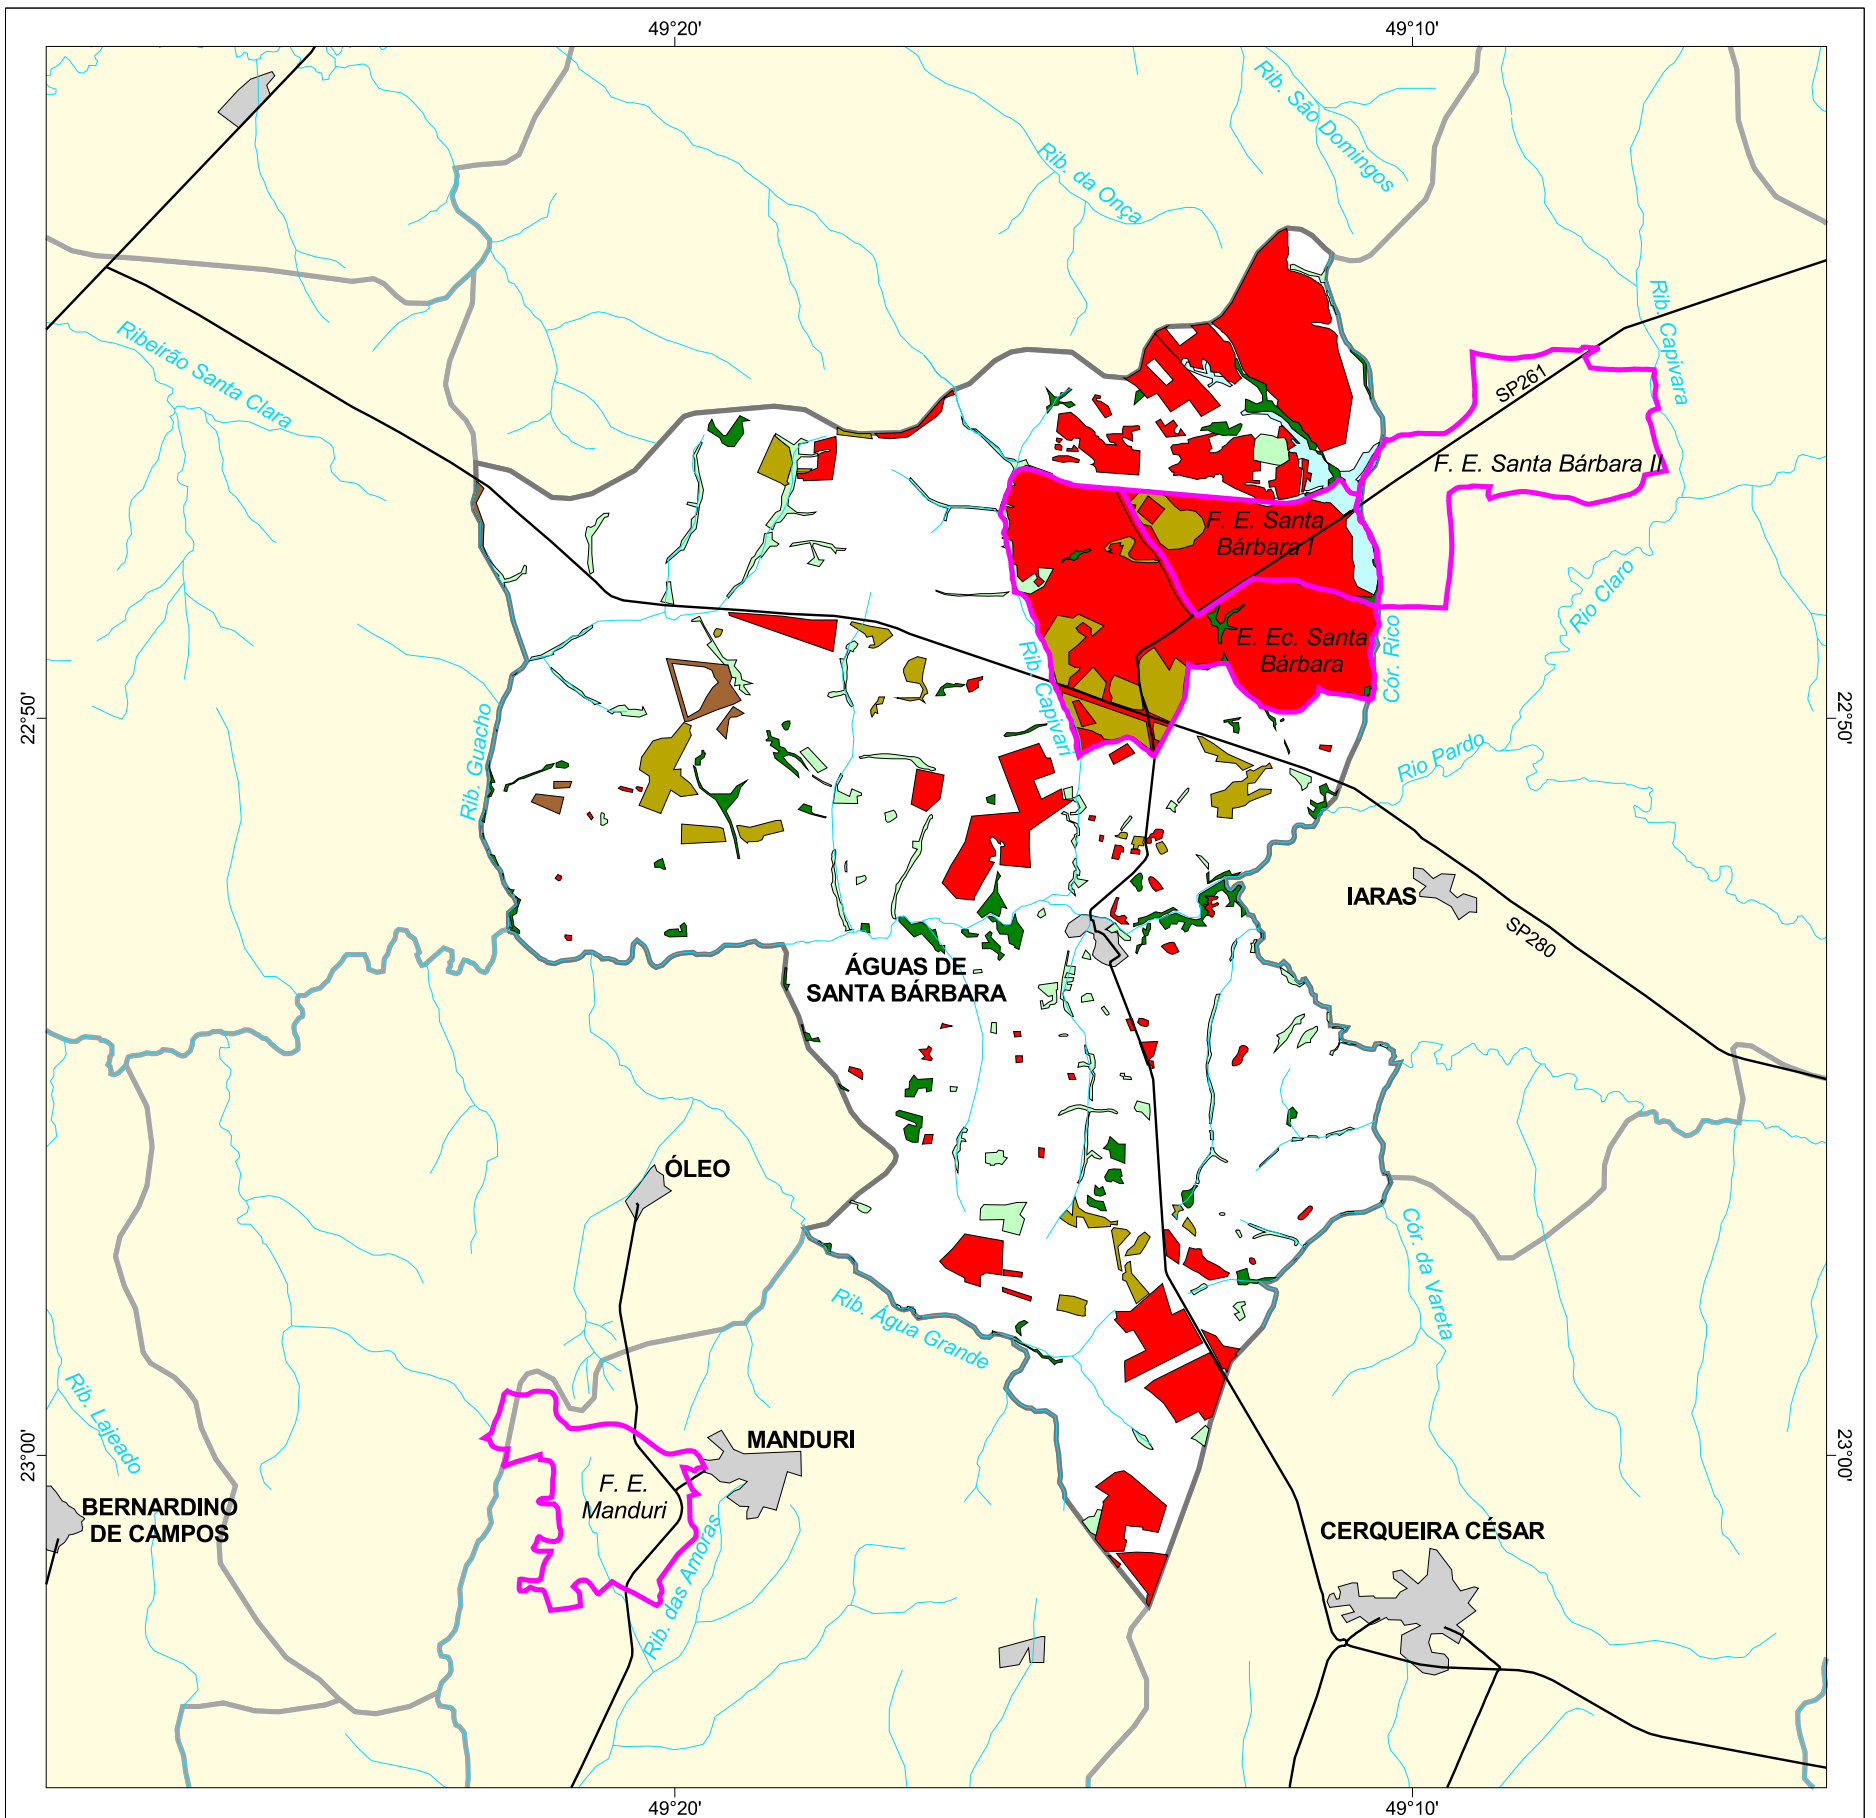 49°20'
49°10'
Rib. São Domingos
Rib. da Onça
Rib. Capivara
Ribeirão Santa Clara
SP261
F. E. Santa Bárbara II
F. E. Santa
Bárbara I
Rio Claro
E. Ec. Santa
Bárbara
Cór. Rico
Rib. Capivari
22°50'
22°50'
Rib. Guacho
Rio Pardo
IARAS
SP280
ÁGUAS DE
SANTA BÁRBARA
ÓLEO
Cór. da Vareta
Rib. Água Grande
Rib. Lajeado
MANDURI
23°00'
23°00'
F. E.
Manduri
BERNARDINO
DE CAMPOS
Rib. das Amoras
CERQUEIRA CÉSAR
49°20'
49°10'